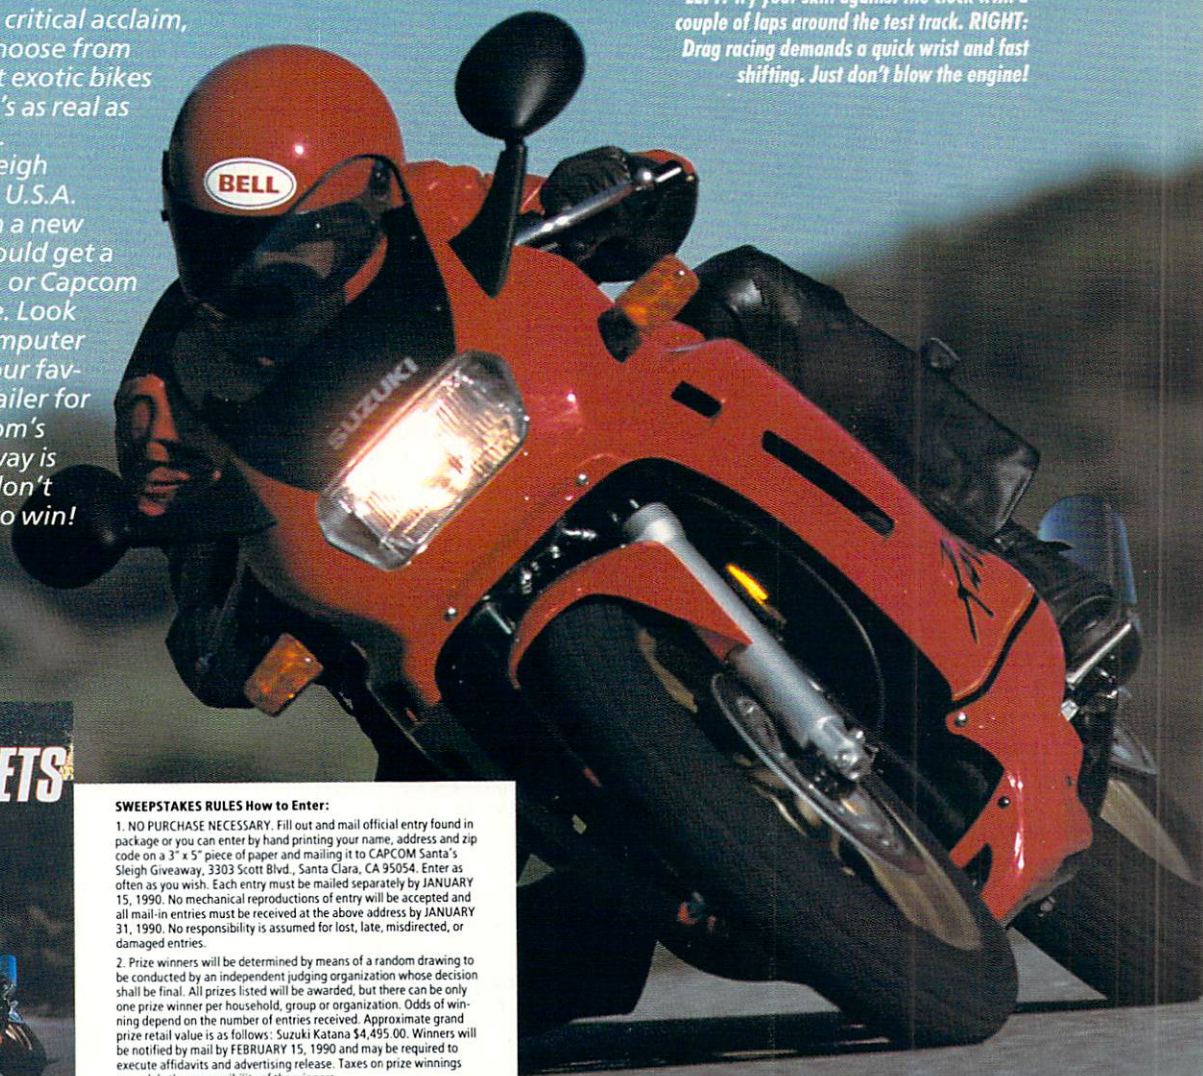 critical acclaim,
hoose from
t exotic bikes
's as real as
eigh
U.S.A.
a new
ould get a
or Capcom
e. Look
mputer
our fav-
ailer for
om's
way is
don't
o win!
couple of laps around the test track. RIGHT:
Drag racing demands a quick wrist and fast
shifting. Just don't blow the engine!
BELL
SUZUKI
ETS
SWEEPSTAKES RULES How to Enter:
1. NO PURCHASE NECESSARY. Fill out and mail official entry found in
package or you can enter by hand printing your name, address and zip
code on a 3" x 5" piece of paper and mailing it to CAPCOM Santa's
Sleigh Giveaway, 3303 Scott Blvd., Santa Clara, CA 95054. Enter as
often as you wish. Each entry must be mailed separately by JANUARY
15, 1990. No mechanical reproductions of entry will be accepted and
all mail-in entries must be received at the above address by JANUARY
31, 1990. No responsibility is assumed for lost, late, misdirected, or
damaged entries.
2. Prize winners will be determined by means of a random drawing to
be conducted by an independent judging organization whose decision
shall be final. All prizes listed will be awarded, but there can be only
one prize winner per household, group or organization. Odds of win-
ning depend on the number of entries received. Approximate grand
prize retail value is as follows: Suzuki Katana $4,495.00. Winners will
be notified by mail by FEBRUARY 15, 1990 and may be required to
execute affidavits and advertising release. Taxes on prize winnings